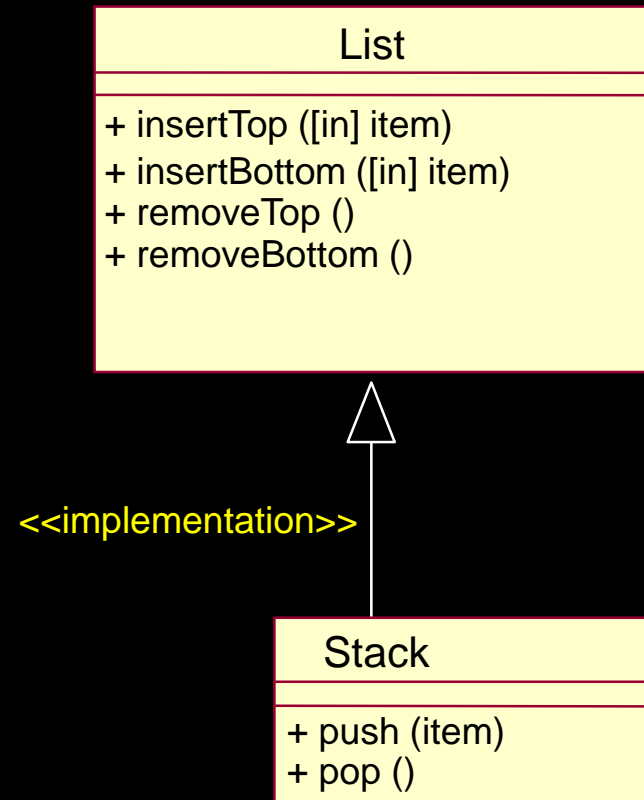 List
+ insertTop ([in] item)
+ insertBottom ([in] item)
+ removeTop ()
+ removeBottom ()
<<implementation>>
Stack
+ push (item)
+ pop ()